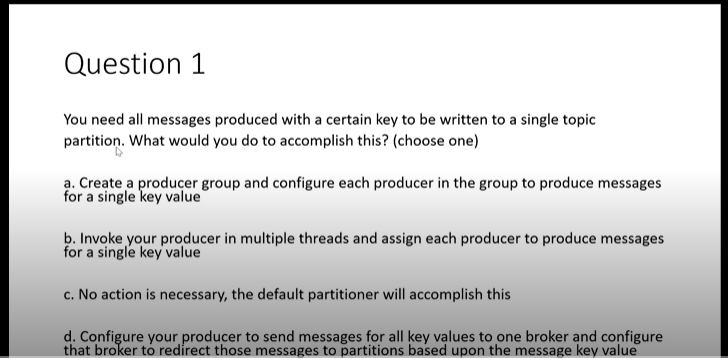 Question 1
You need all messages produced with a certain key to be written to a single topic
partition. What would you do to accomplish this? (choose one)
a. Create a producer group and configure each producer in the group to produce messages
for a single key value
b. Invoke your producer in multiple threads and assign each producer to produce messages
for a single key value
c. No action is necessary, the default partitioner will accomplish this
d. Configure your producer to send messages for all key values to one broker and configure
that broker to redirect those messages to partitions based upon the message key value